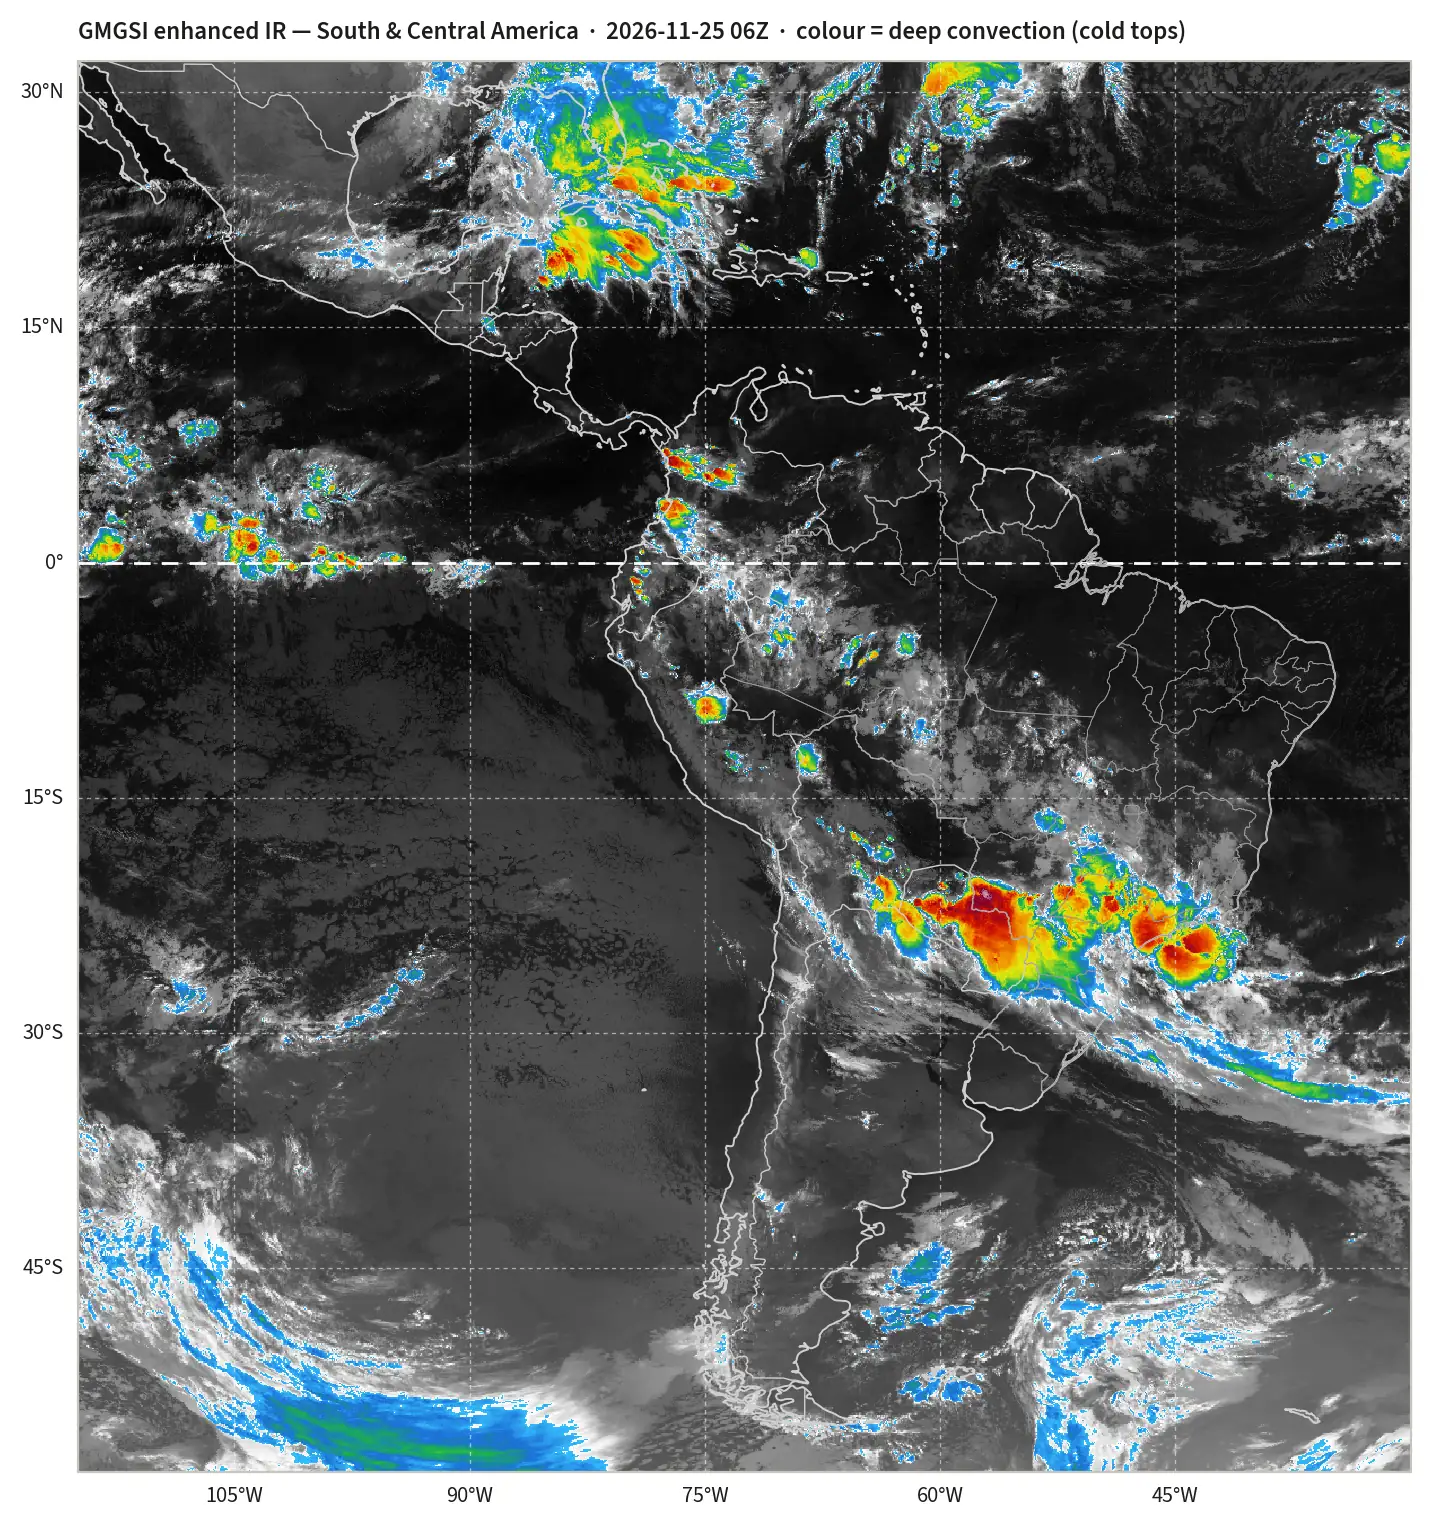 GMGSI enhanced IR — South & Central America · 2026-11-25 06Z · colour = deep convection (cold tops)
30°N
15°N
0°
15°S
30°S
45°S
105°W
90°W
75°W
60°W
45°W